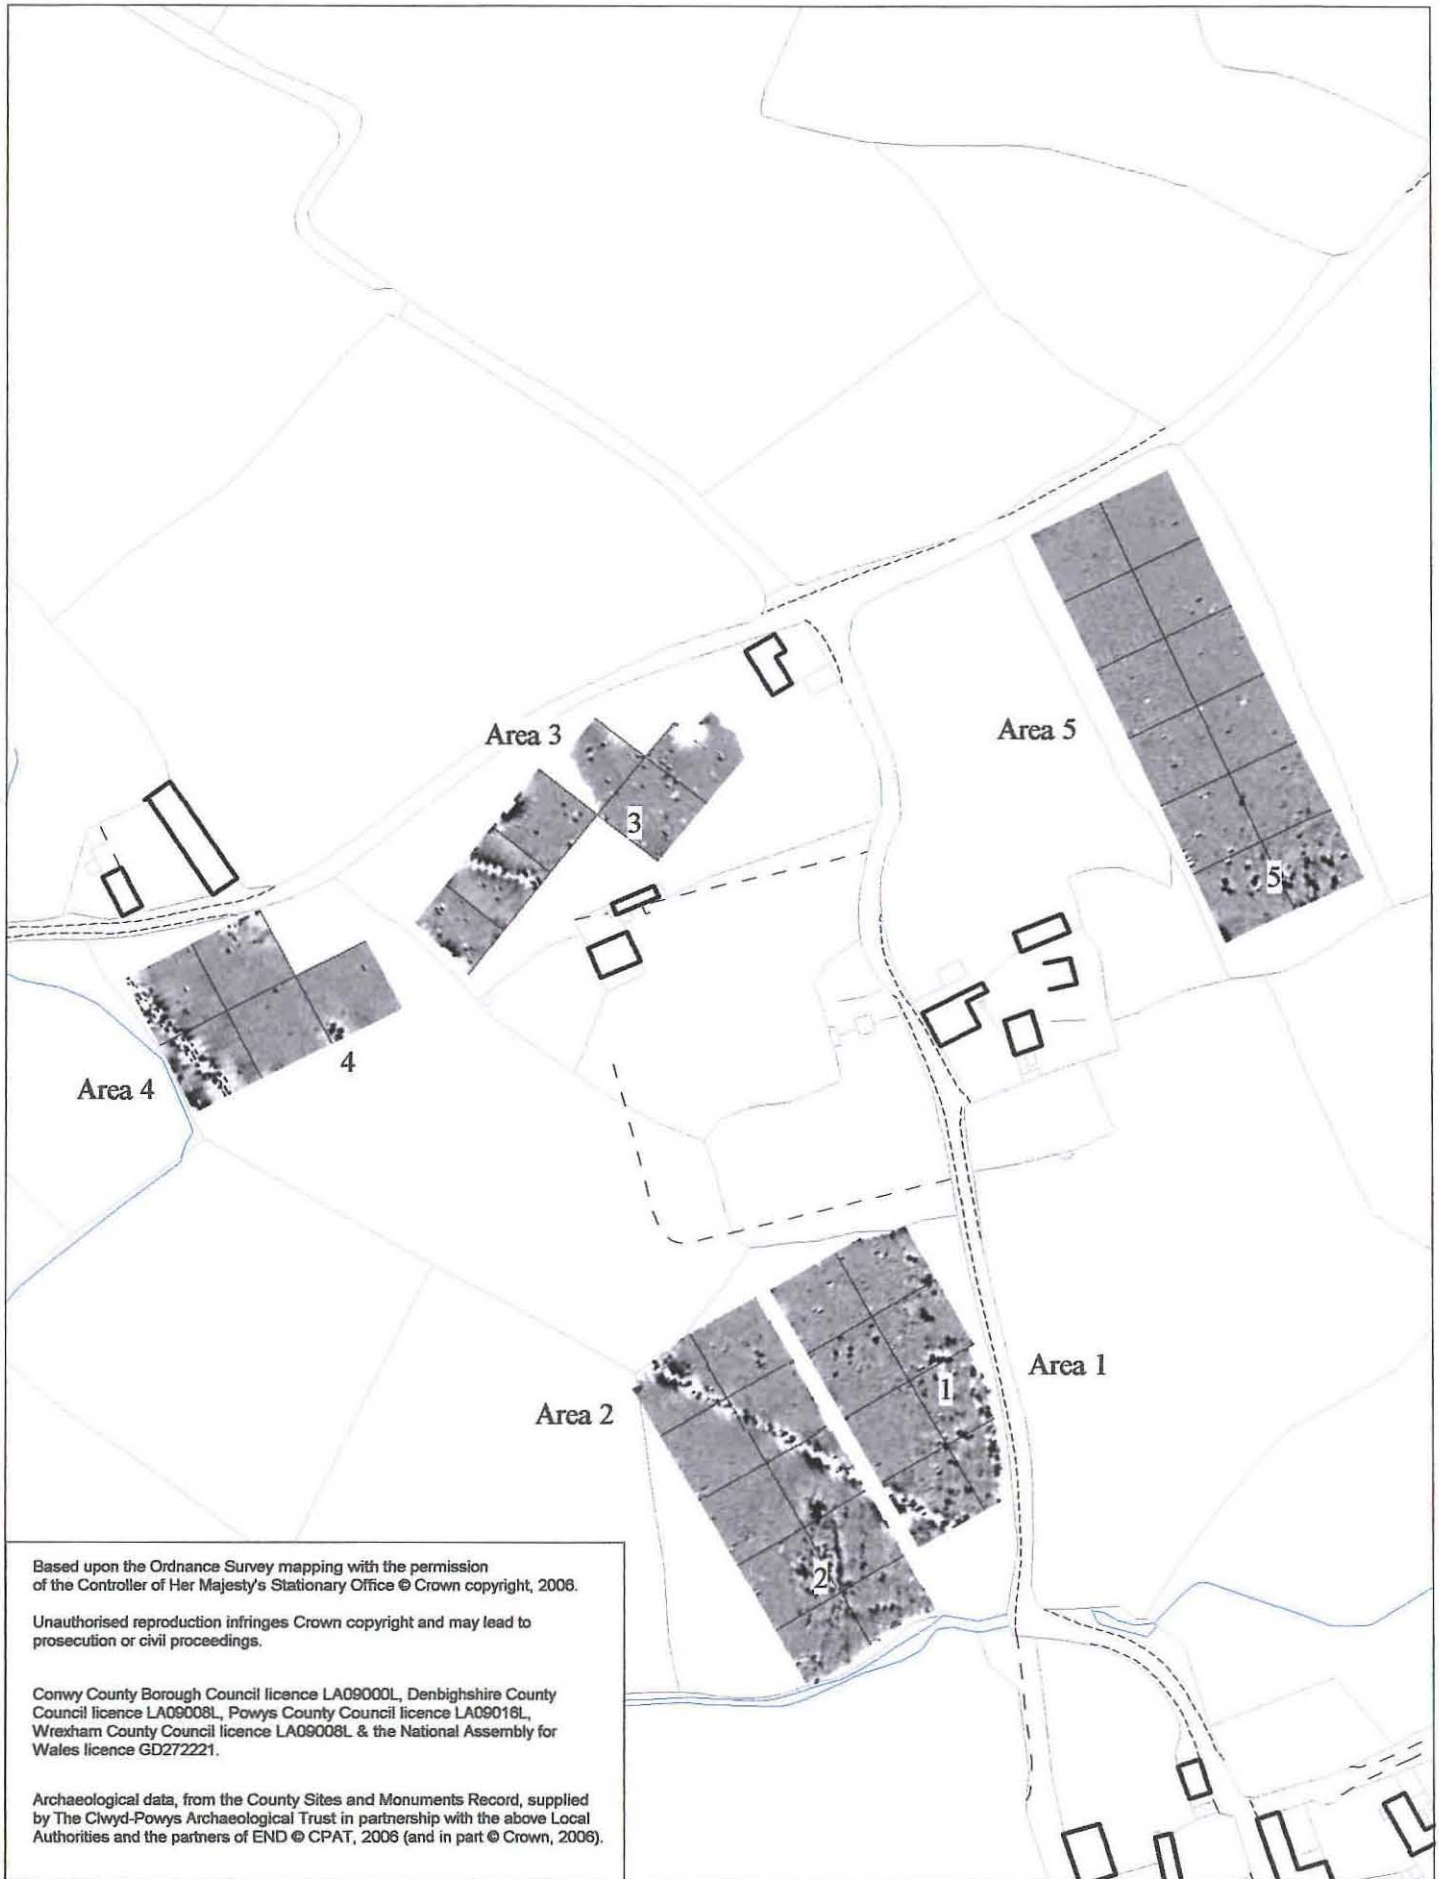 Area 3
Area 5
3
5
4
Area 4
Area 1
1
Area 2
2
Based upon the Ordnance Survey mapping with the permission
of the Controller of Her Majesty's Stationary Office © Crown copyright, 2006.
Unauthorised reproduction infringes Crown copyright and may lead to
prosecution or civil proceedings.
Conwy County Borough Council licence LA09000L, Denbighshire County
Council licence LA09008L, Powys County Council licence LA09016L,
Wrexham County Council licence LA09008L & the National Assembly for
Wales licence GD272221.
Archaeological data, from the County Sites and Monuments Record, supplied
by The Clwyd-Powys Archaeological Trust in partnership with the above Local
Authorities and the partners of END © CPAT, 2006 (and in part © Crown, 2006).